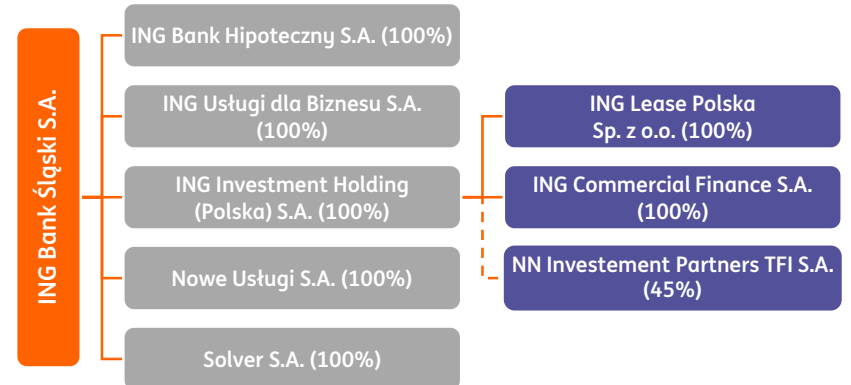 ING Bank Śląski S.A.
ING Bank Hipoteczny S.A. (100%)
ING Usługi dla Biznesu S.A.
(100%)
ING Investment Holding
(Polska) S.A. (100%)
Nowe Usługi S.A. (100%)
Solver S.A. (100%)
ING Lease Polska
Sp. z o.o. (100%)
ING Commercial Finance S.A.
(100%)
NN Investement Partners TFI S.A.
(45%)